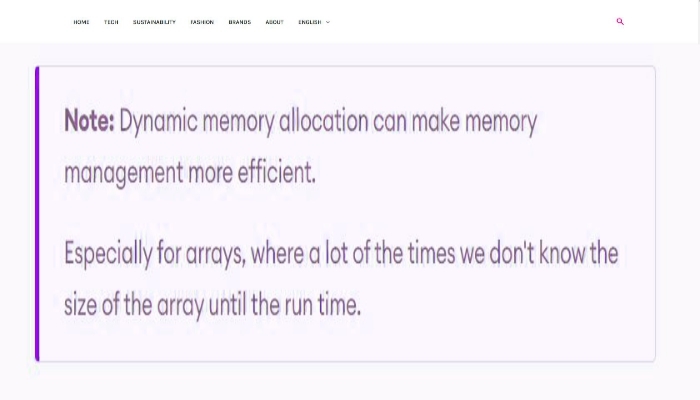 HOME TECH SUSTAINABILITY FASHION BRANDS ABOUT ENGLISH
Note: Dynamic memory allocation can make memory
management more efficient.
Especially for arrays, where a lot of the times we don't know the
size of the array until the run time.